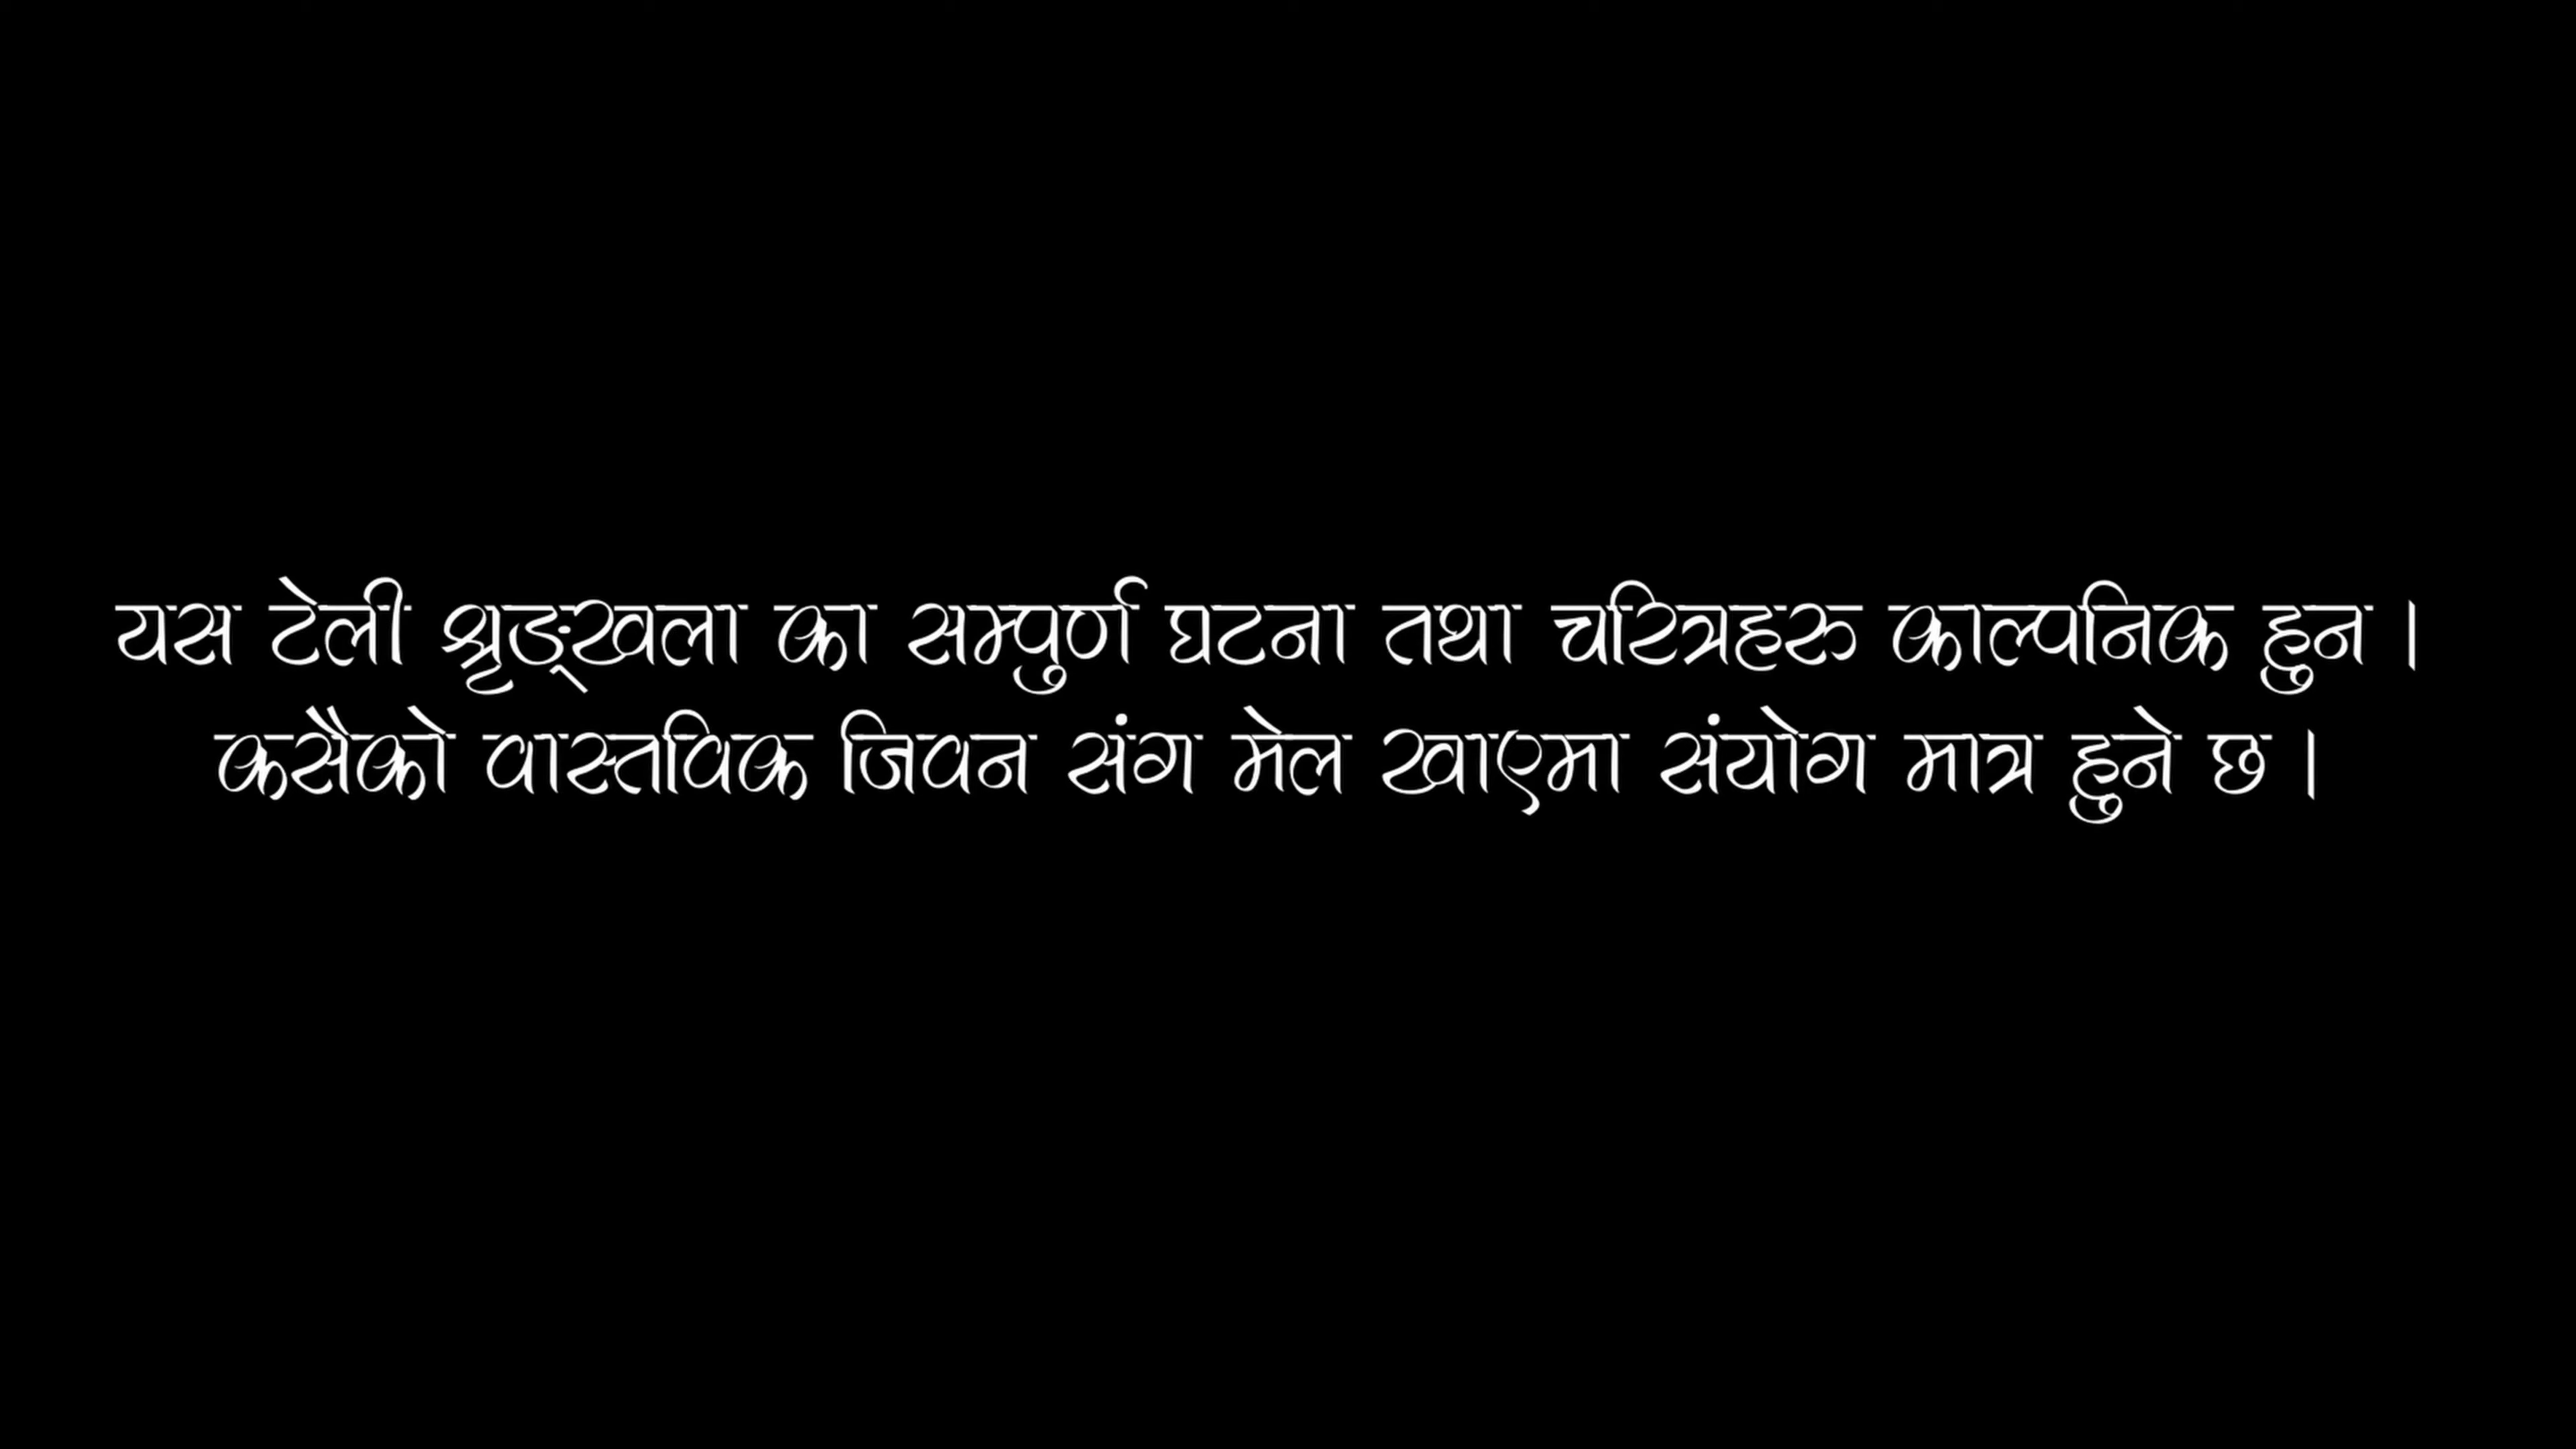 यस टेली श्रृङ्खला का सम्पुर्ण घटना तथा चरित्रहरु काल्पनिक हुन ।
कसैको वास्तविक जिवन संग मेल खाएमा संयोग मात्र हुने छ ।